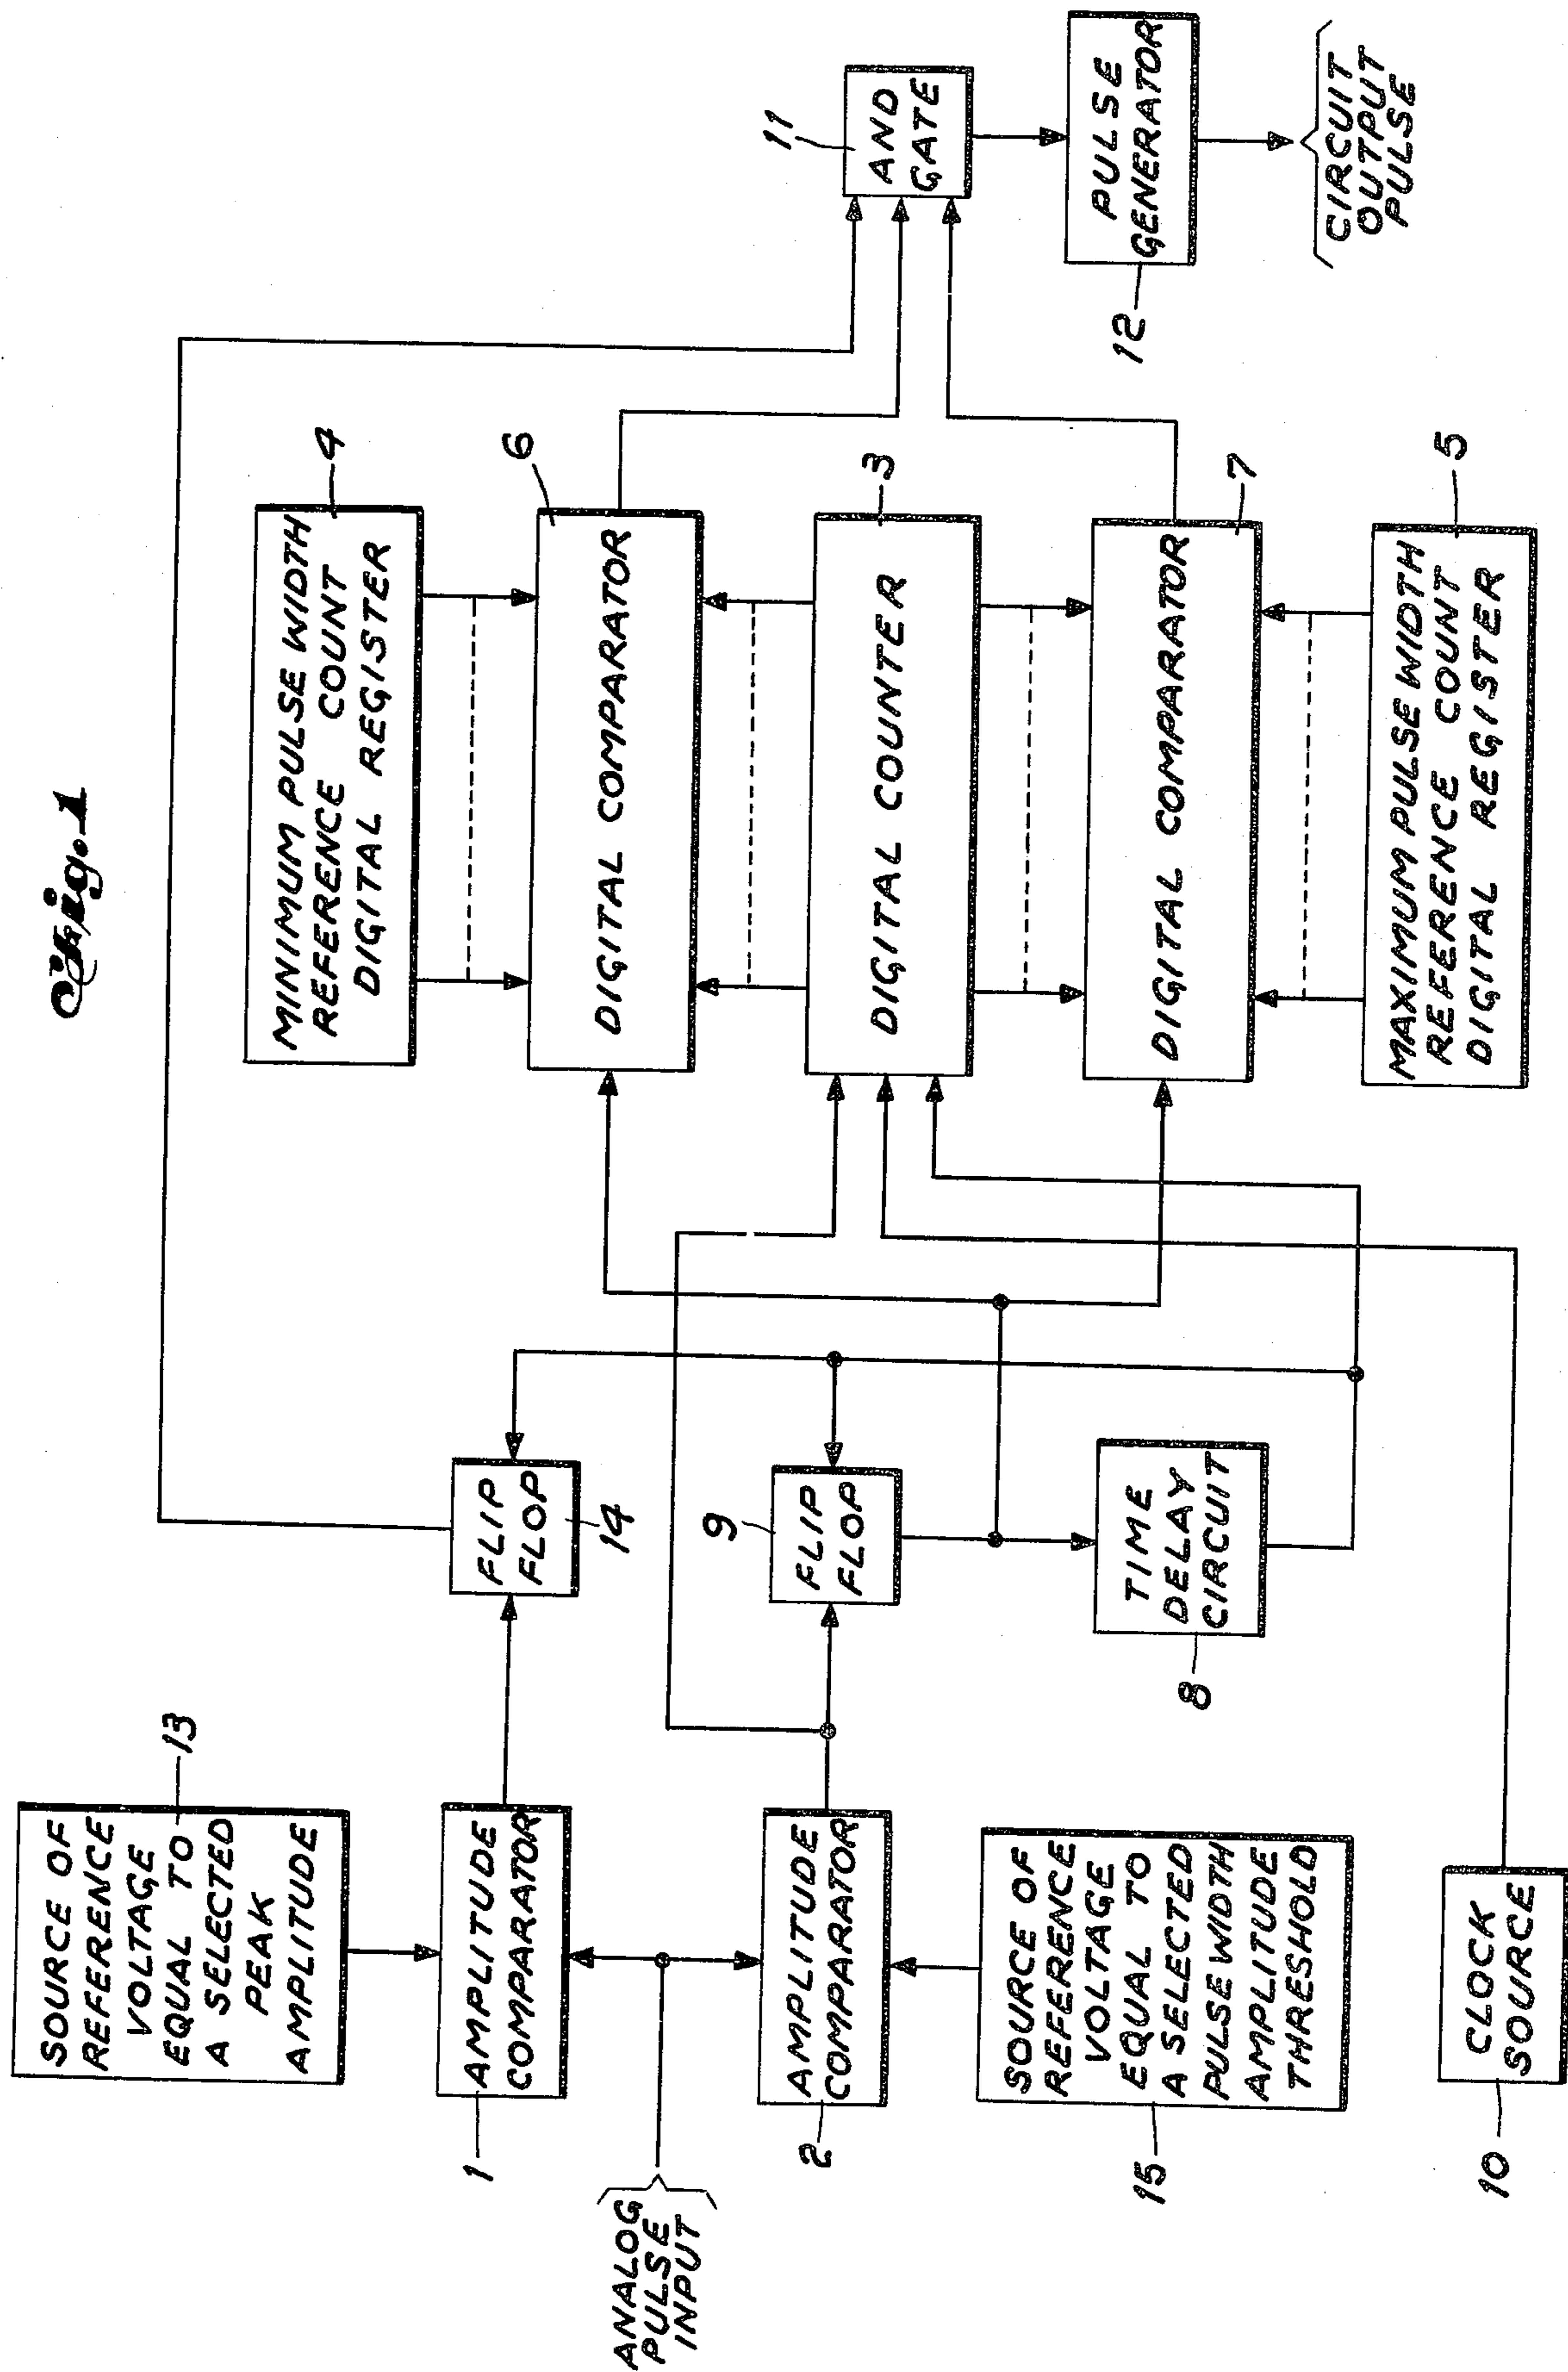 Fig. 1
SOURCE OF
REFERENCE
VOLTAGE
EQUAL TO
A SELECTED
PEAK
AMPLITUDE
13
AMPLITUDE
COMPARATOR
1
FLIP
FLOP
14
ANALOG
PULSE
INPUT
AMPLITUDE
COMPARATOR
2
FLIP
FLOP
9
SOURCE OF
REFERENCE
VOLTAGE
EQUAL TO
A SELECTED
PULSE WIDTH
AMPLITUDE
THRESHOLD
15
TIME
DELAY
CIRCUIT
8
CLOCK
SOURCE
10
MINIMUM PULSE WIDTH
REFERENCE COUNT
DIGITAL REGISTER
4
DIGITAL COMPARATOR
6
DIGITAL COUNTER
3
DIGITAL COMPARATOR
7
MAXIMUM PULSE WIDTH
REFERENCE COUNT
DIGITAL REGISTER
5
AND
GATE
11
PULSE
GENERATOR
12
CIRCUIT
OUTPUT
PULSE